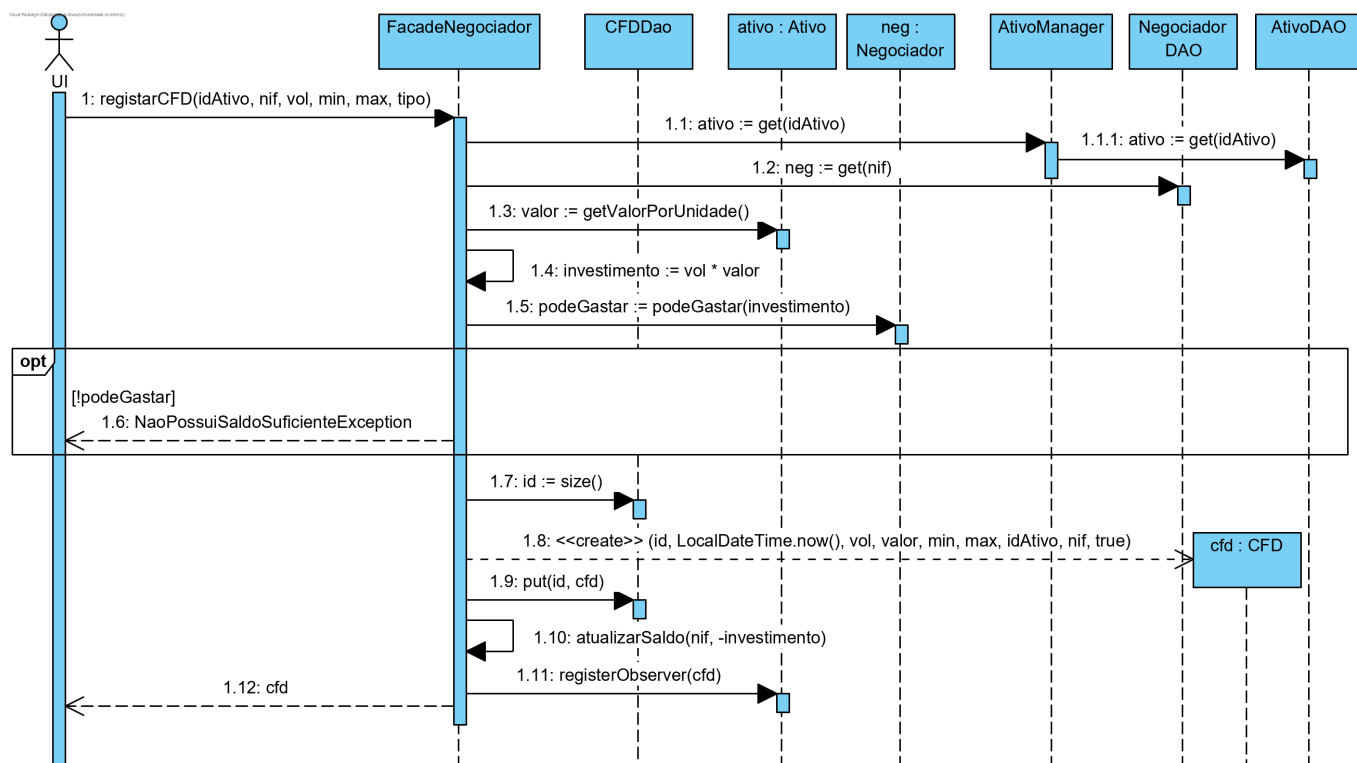 FacadeNegociador
CFDDao
ativo : Ativo
neg :
Negociador
AtivoManager
Negociador
DAO
AtivoDAO
UI
1: registarCFD(idAtivo, nif, vol, min, max, tipo)
1.1: ativo := get(idAtivo)
1.1.1: ativo := get(idAtivo)
1.2: neg := get(nif)
1.3: valor := getValorPorUnidade()
1.4: investimento := vol * valor
1.5: podeGastar := podeGastar(investimento)
opt
[!podeGastar]
1.6: NaoPossuiSaldoSuficienteException
1.7: id := size()
1.8: <<create>> (id, LocalDateTime.now(), vol, valor, min, max, idAtivo, nif, true)
cfd : CFD
1.9: put(id, cfd)
1.10: atualizarSaldo(nif, -investimento)
1.11: registerObserver(cfd)
1.12: cfd